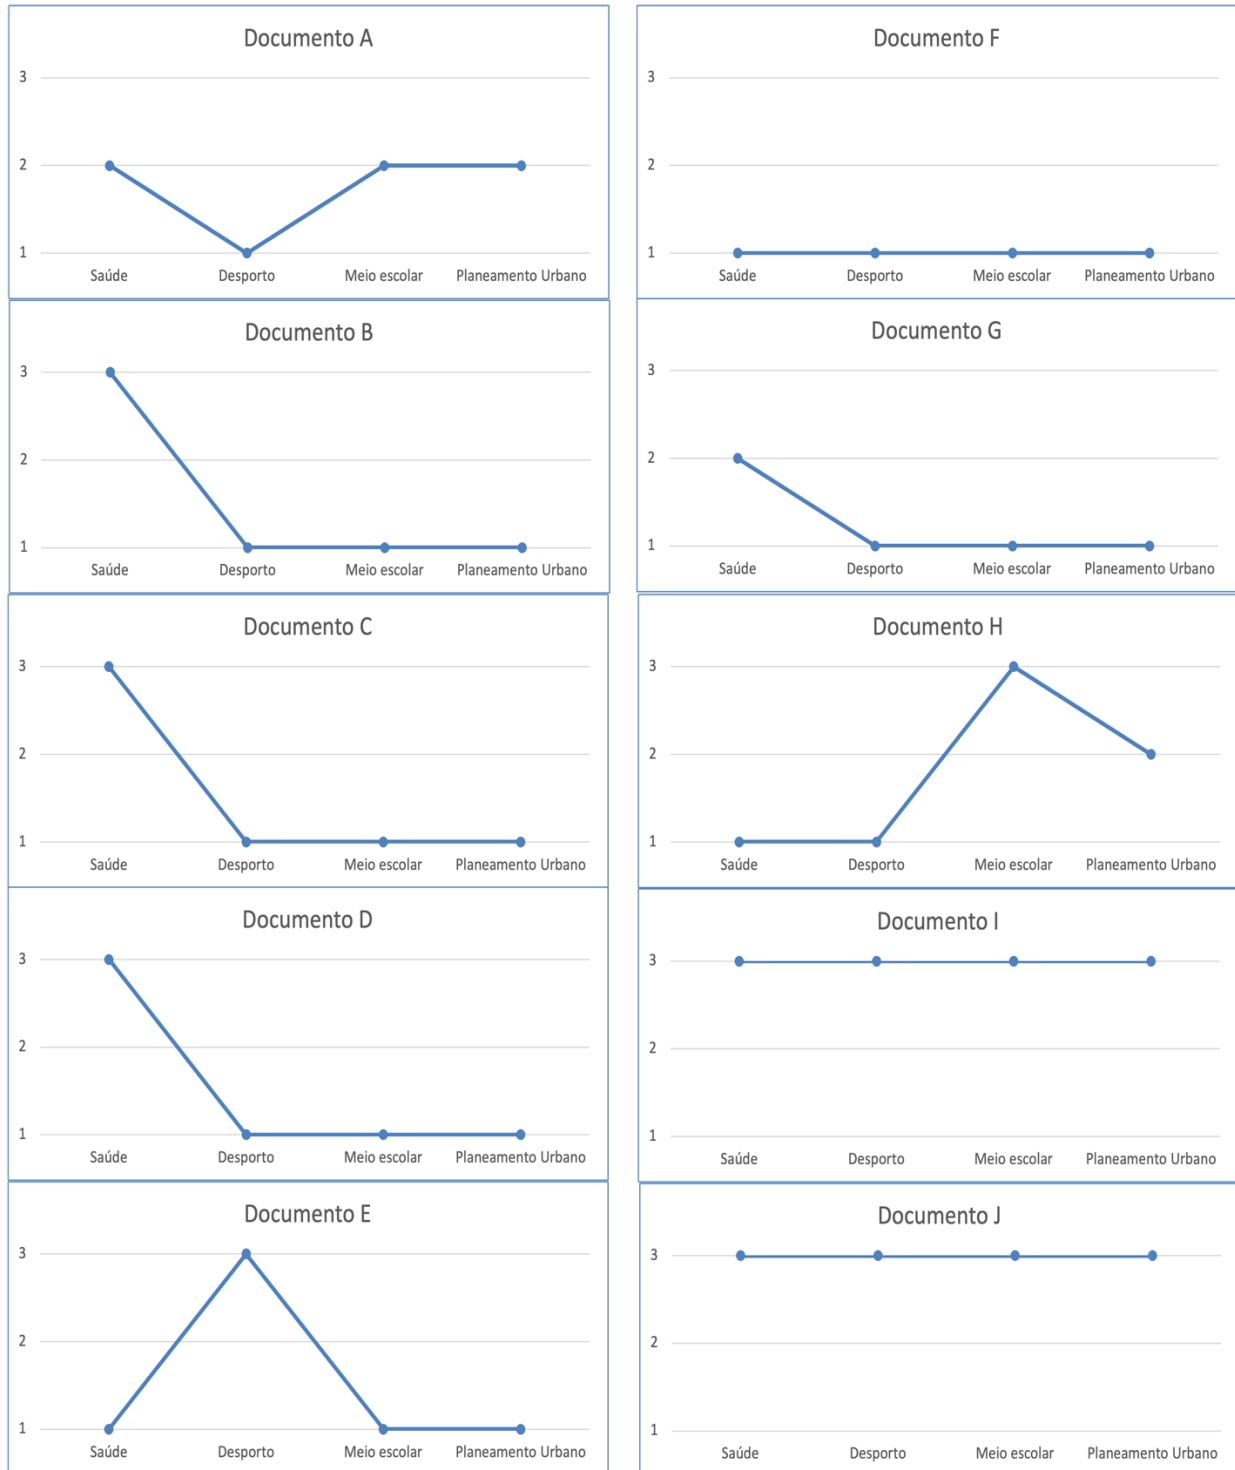 Documento A
3
2
1
Saúde Desporto Meio escolar Planeamento Urbano
Documento B
3
2
1
Saúde Desporto Meio escolar Planeamento Urbano
Documento C
3
2
1
Saúde Desporto Meio escolar Planeamento Urbano
Documento D
3
2
1
Saúde Desporto Meio escolar Planeamento Urbano
Documento E
3
2
1
Saúde Desporto Meio escolar Planeamento Urbano
Documento F
3
2
1
Saúde Desporto Meio escolar Planeamento Urbano
Documento G
3
2
1
Saúde Desporto Meio escolar Planeamento Urbano
Documento H
3
2
1
Saúde Desporto Meio escolar Planeamento Urbano
Documento I
3
2
1
Saúde Desporto Meio escolar Planeamento Urbano
Documento J
3
2
1
Saúde Desporto Meio escolar Planeamento Urbano